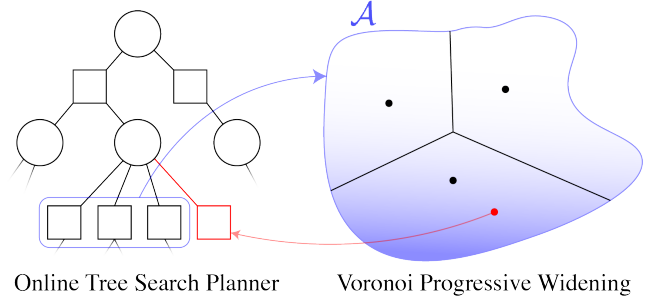 𝒜
Online Tree Search Planner
Voronoi Progressive Widening